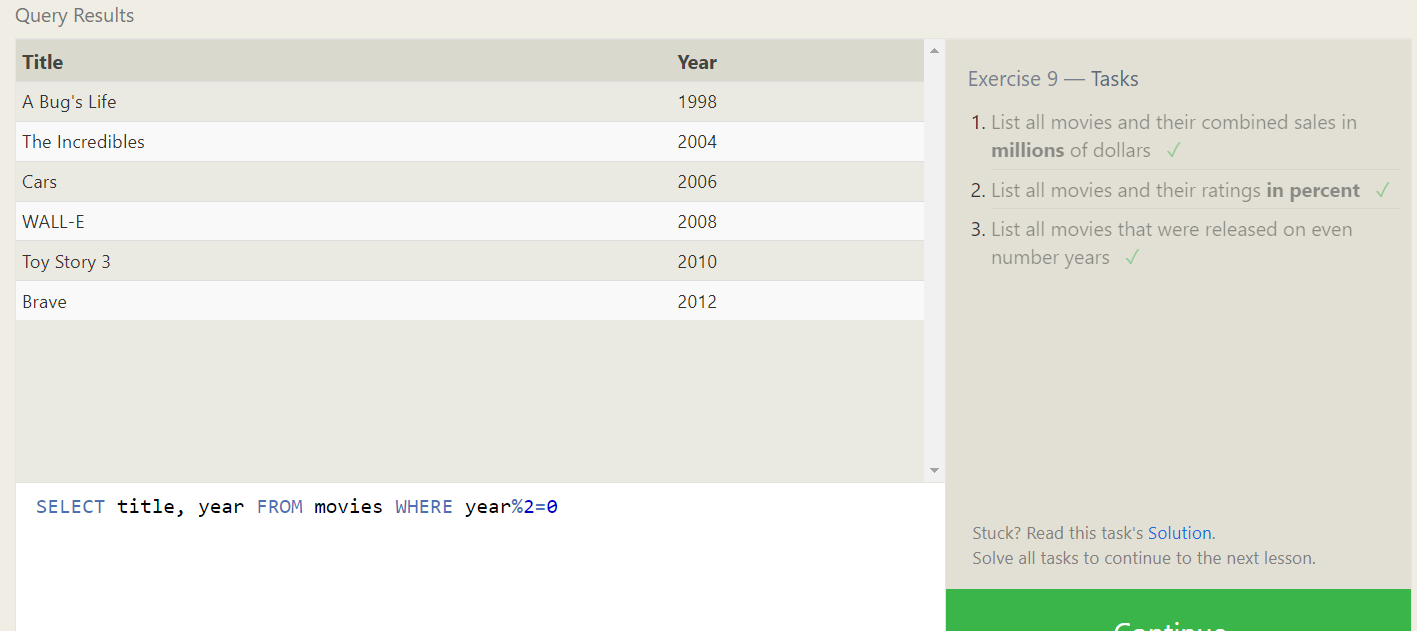 Query Results
Title Year
A Bug's Life 1998
The Incredibles 2004
Cars 2006
WALL-E 2008
Toy Story 3 2010
Brave 2012
SELECT title, year FROM movies WHERE year%2=0
Exercise 9 — Tasks
1. List all movies and their combined sales in
millions of dollars ✓
2. List all movies and their ratings in percent ✓
3. List all movies that were released on even
number years ✓
Stuck? Read this task's Solution.
Solve all tasks to continue to the next lesson.
Continue